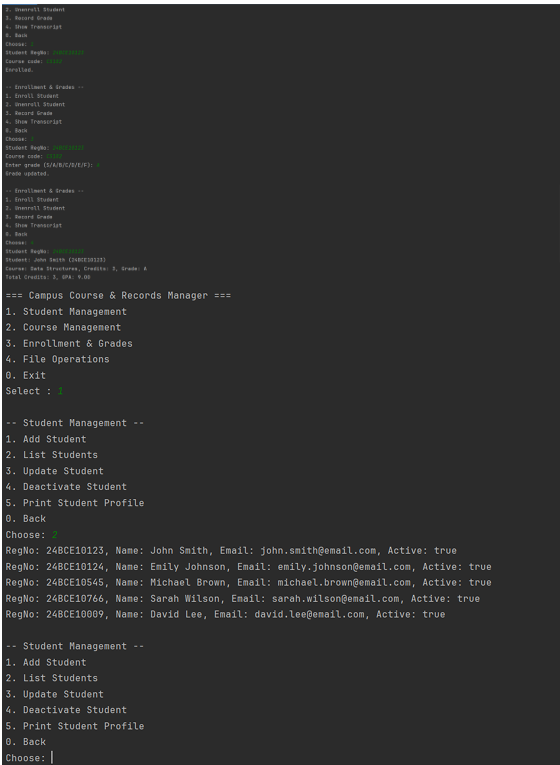 2. Unenroll Student
3. Record Grade
4. Show Transcript
0. Back
Choose:
Student RegNo:
Course code:
Enrolled.
-- Enrollment & Grades --
1. Enroll Student
2. Unenroll Student
3. Record Grade
4. Show Transcript
0. Back
Choose:
Student RegNo:
Course code:
Enter grade (S/A/B/C/D/E/F):
Grade updated.
-- Enrollment & Grades --
1. Enroll Student
2. Unenroll Student
3. Record Grade
4. Show Transcript
0. Back
Choose:
Student RegNo:
Student: John Smith (24BCE10123)
Course: Data Structures, Credits: 3, Grade: A
Total Credits: 3, GPA: 9.00
=== Campus Course & Records Manager ===
1. Student Management
2. Course Management
3. Enrollment & Grades
4. File Operations
0. Exit
Select : 1
-- Student Management --
1. Add Student
2. List Students
3. Update Student
4. Deactivate Student
5. Print Student Profile
0. Back
Choose: 2
RegNo: 24BCE10123, Name: John Smith, Email: john.smith@email.com, Active: true
RegNo: 24BCE10124, Name: Emily Johnson, Email: emily.johnson@email.com, Active: true
RegNo: 24BCE10545, Name: Michael Brown, Email: michael.brown@email.com, Active: true
RegNo: 24BCE10766, Name: Sarah Wilson, Email: sarah.wilson@email.com, Active: true
RegNo: 24BCE10009, Name: David Lee, Email: david.lee@email.com, Active: true
-- Student Management --
1. Add Student
2. List Students
3. Update Student
4. Deactivate Student
5. Print Student Profile
0. Back
Choose: